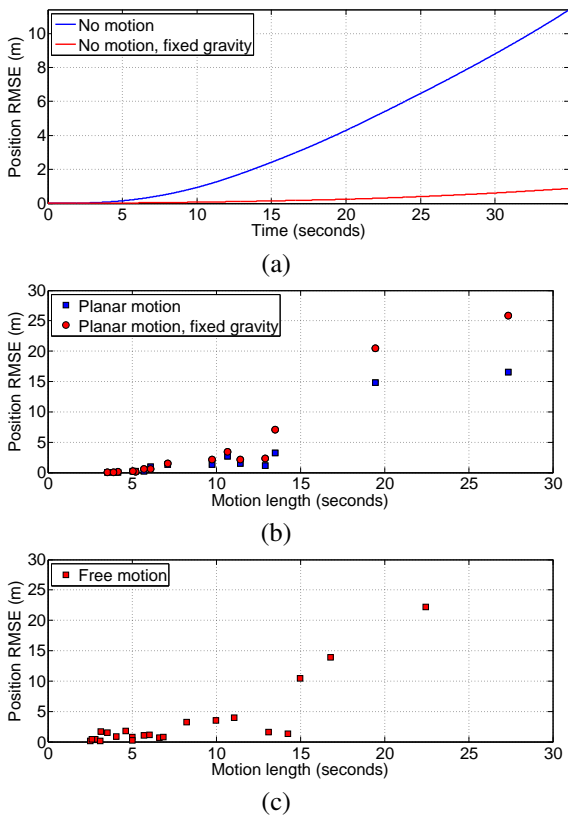 10
8
6
4
2
0
Position RMSE (m)
No motion
No motion, fixed gravity
0 5 10 15 20 25 30
Time (seconds)
(a)
30
25
20
15
10
5
0
Position RMSE (m)
Planar motion
Planar motion, fixed gravity
0 5 10 15 20 25 30
Motion length (seconds)
(b)
30
25
20
15
10
5
0
Position RMSE (m)
Free motion
0 5 10 15 20 25 30
Motion length (seconds)
(c)